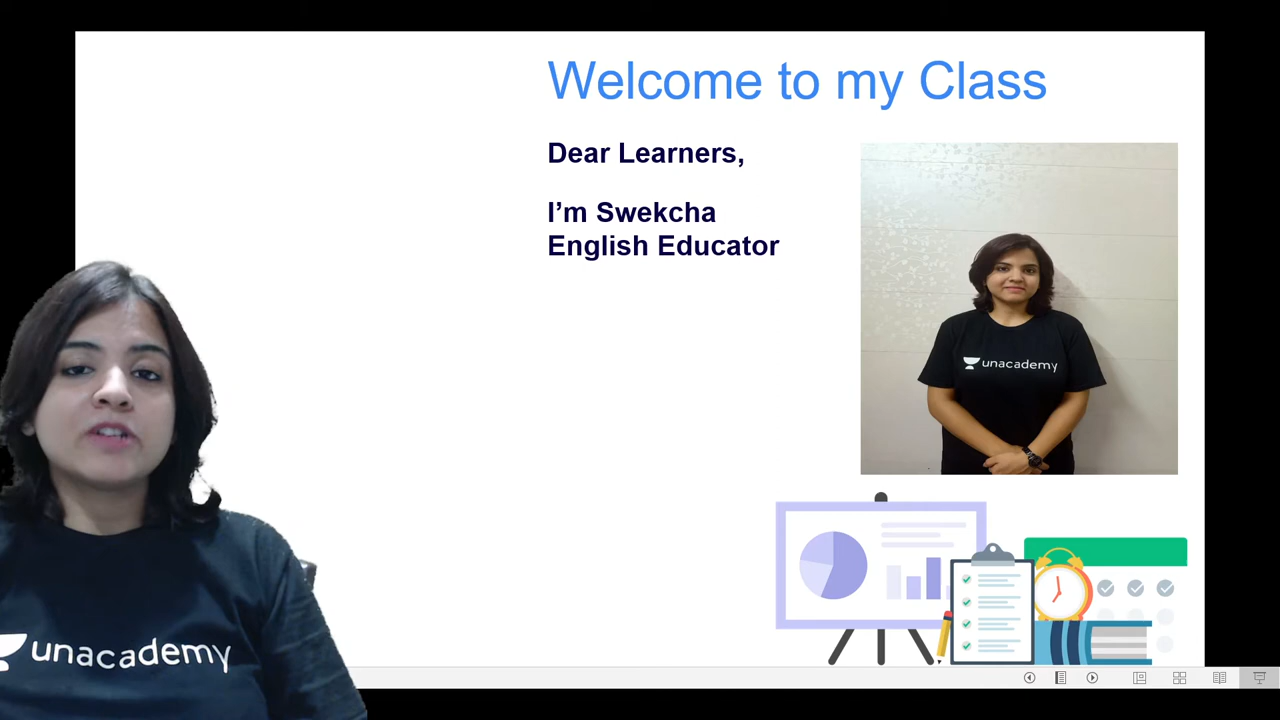 Welcome to my Class
Dear Learners,
I'm Swekcha
English Educator
unacademy
unacademy